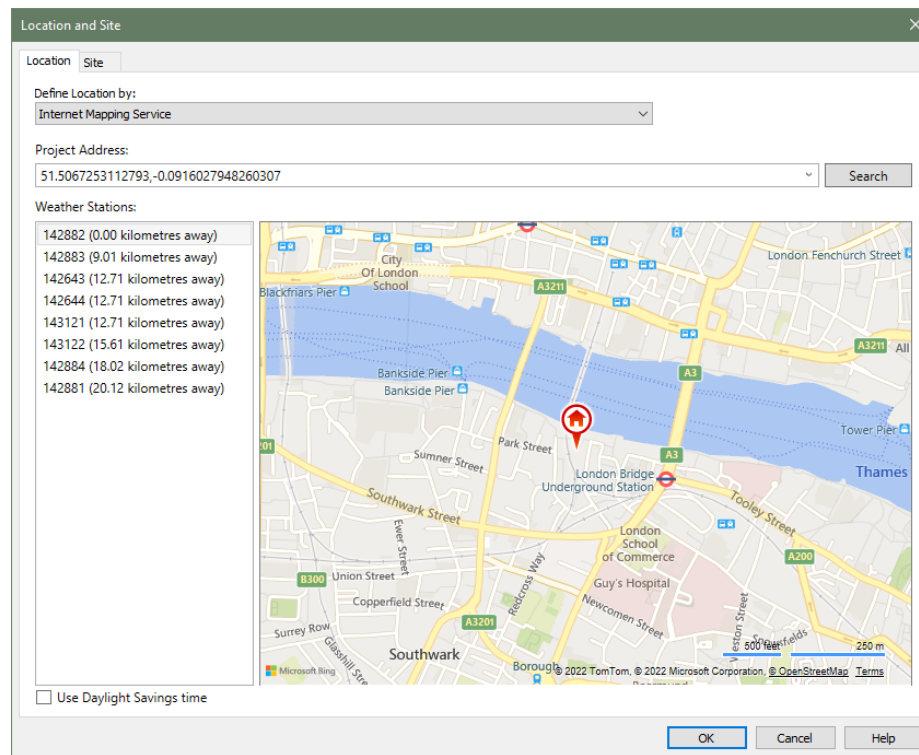 Location and Site
Location
Site
Define Location by:
Internet Mapping Service
Project Address:
51.5067253112793,-0.0916027948260307
Search
Weather Stations:
142882 (0.00 kilometres away)
142883 (9.01 kilometres away)
142643 (12.71 kilometres away)
142644 (12.71 kilometres away)
143121 (12.71 kilometres away)
143122 (15.61 kilometres away)
142884 (18.02 kilometres away)
142881 (20.12 kilometres away)
City
Of London
School
London Fenchurch Street
Blackfriars Pier
A3211
A3211
All
Bankside Pier
Bankside Pier
A3
Tower Pier
Park Street
Sumner Street
A3
London Bridge
Underground Station
Thames
Southwark Street
Tooley Street
Ewer Street
London
School
of Commerce
A200
B300
Union Street
Redcross Way
Guy's Hospital
Copperfield Street
Newcomen Street
A3201
Surrey Row
Glasshill Street
Southwark
Snowsfields
500 feet
250 m
Borough
Microsoft Bing
© 2022 TomTom, © 2022 Microsoft Corporation, © OpenStreetMap
Terms
Use Daylight Savings time
OK
Cancel
Help